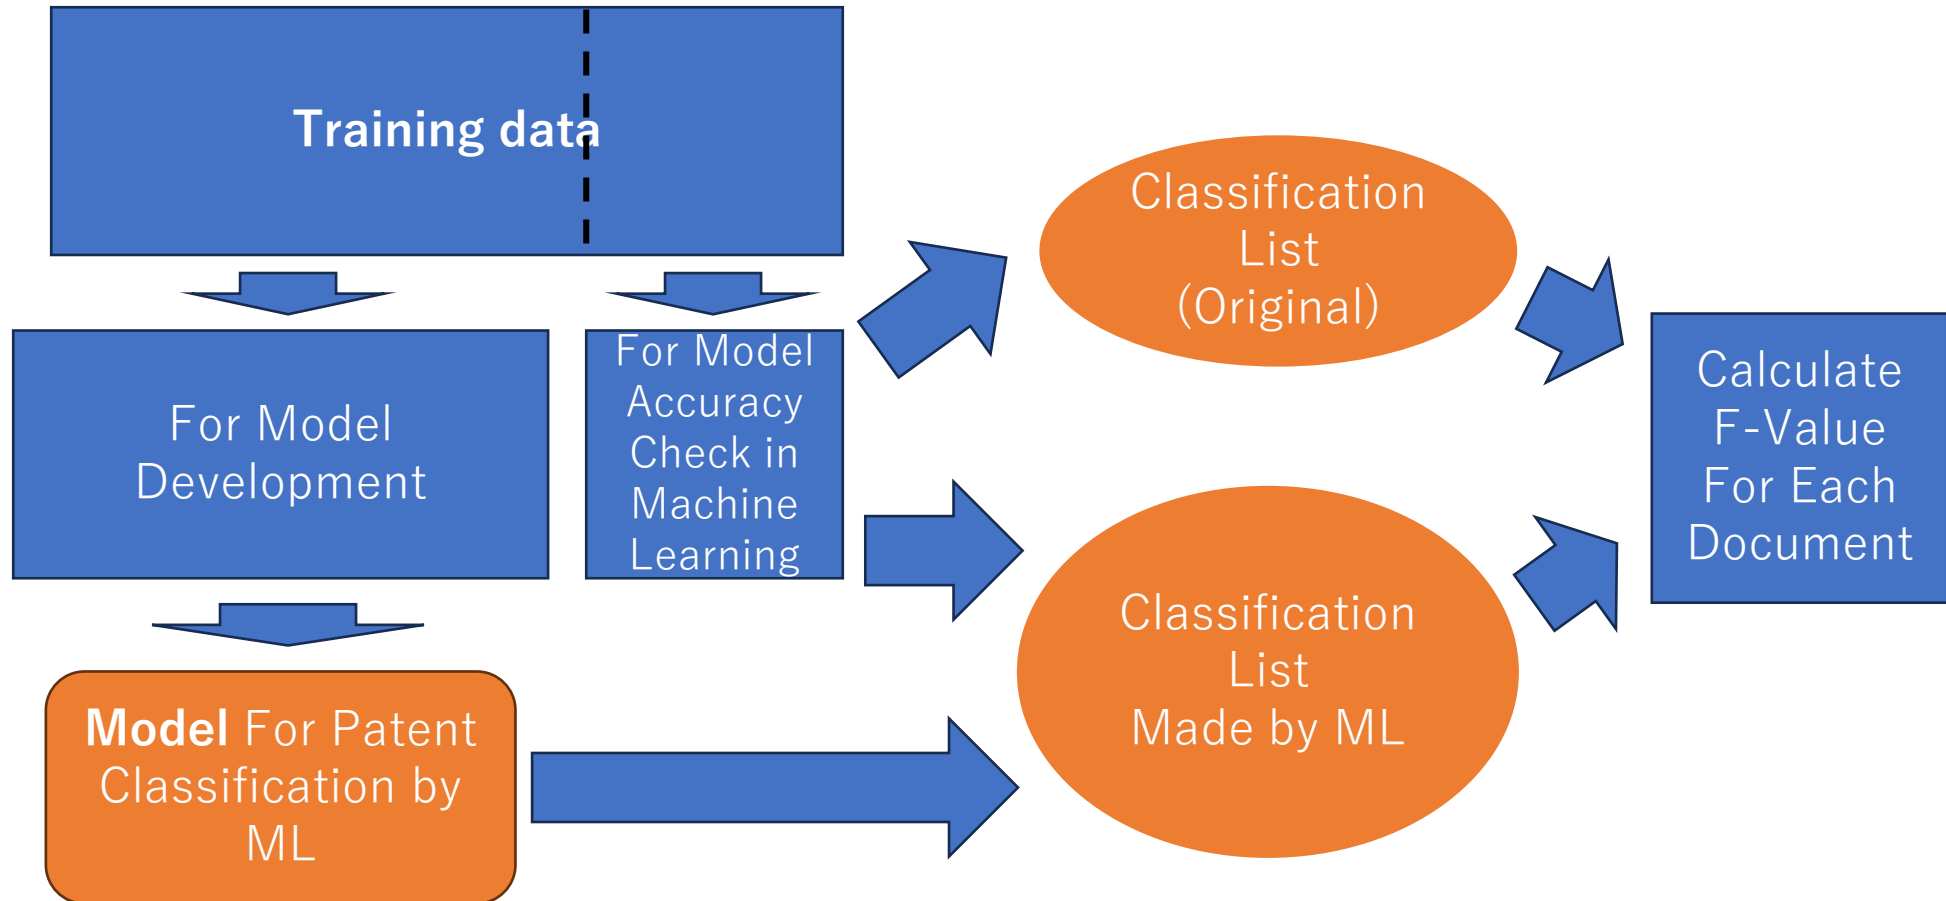 Training data
For Model
Development
For Model
Accuracy
Check in
Machine
Learning
Model For Patent
Classification by
ML
Classification
List
(Original)
Classification
List
Made by ML
Calculate
F-Value
For Each
Document